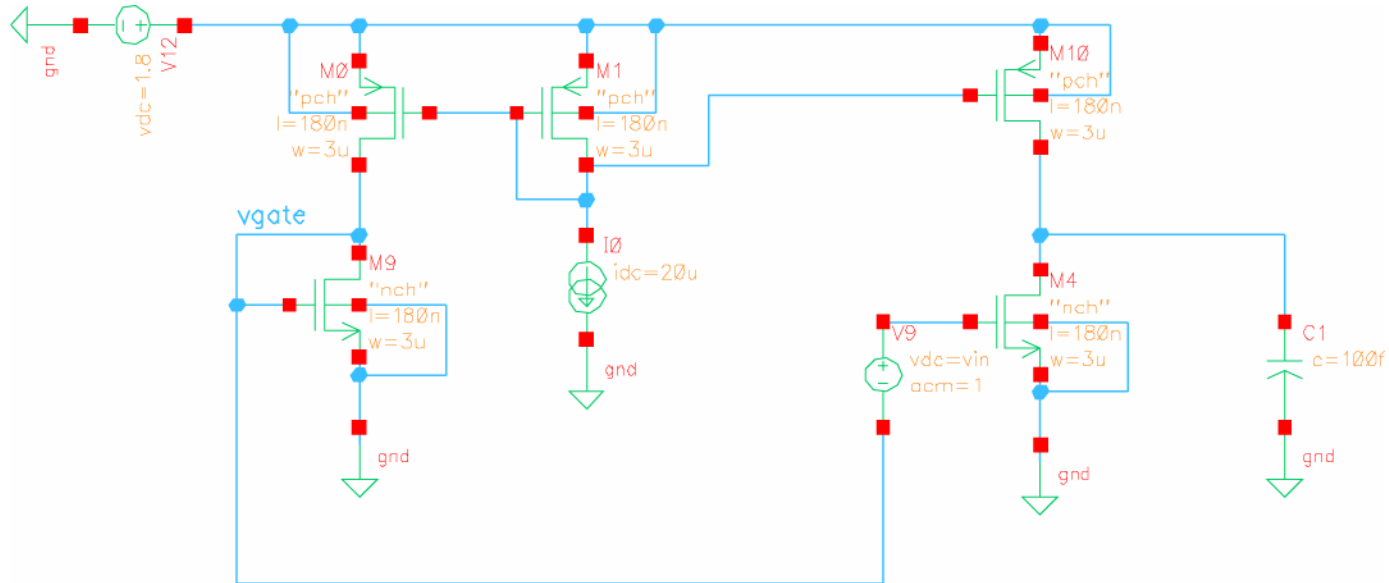 gnd
vdc=1.8
V12
M0
"pch"
l=180n
w=3u
M1
"pch"
l=180n
w=3u
M10
"pch"
l=180n
w=3u
vgate
M9
"nch"
l=180n
w=3u
gnd
I0
idc=20u
gnd
V9
vdc=vin
acm=1
M4
"nch"
l=180n
w=3u
gnd
C1
c=100f
gnd